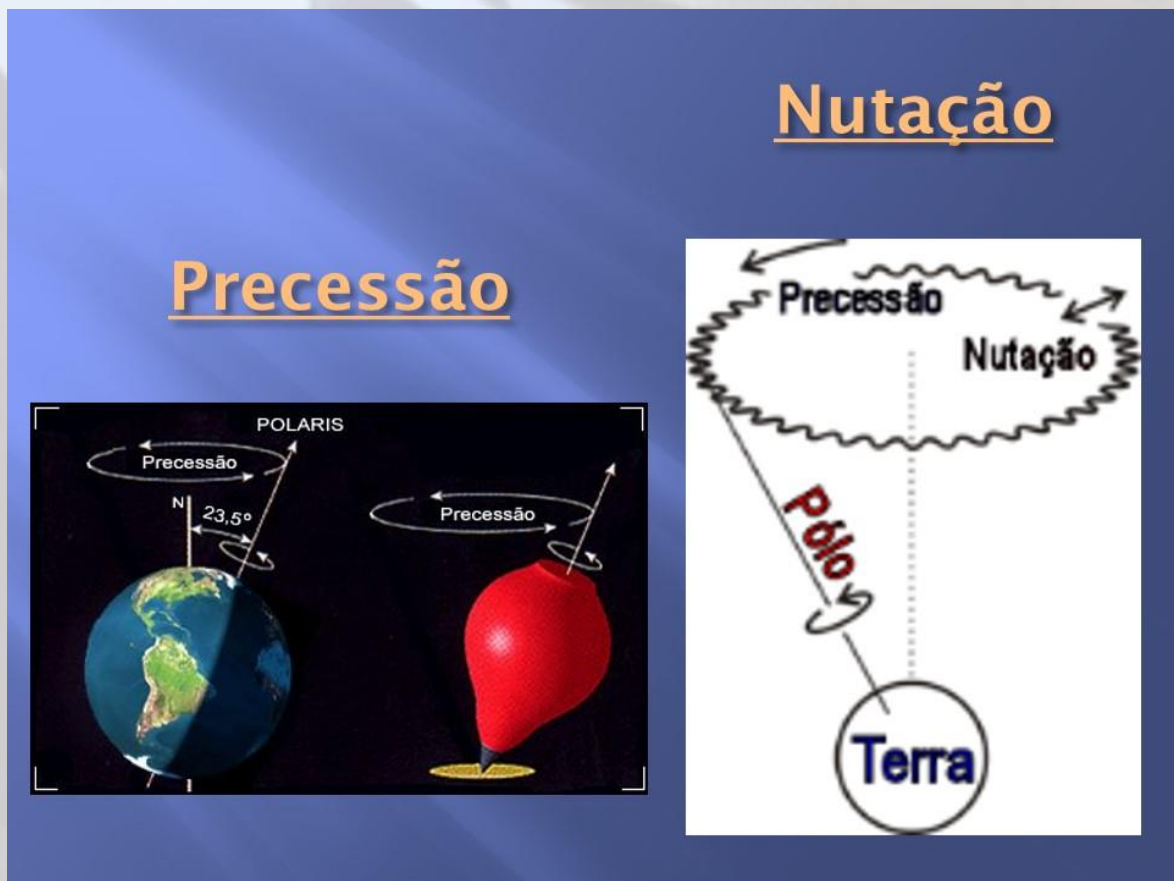 Nutação
Precessão
POLARIS
Precessão
N
23,5º
Precessão
Precessão
Nutação
Pólo
Terra